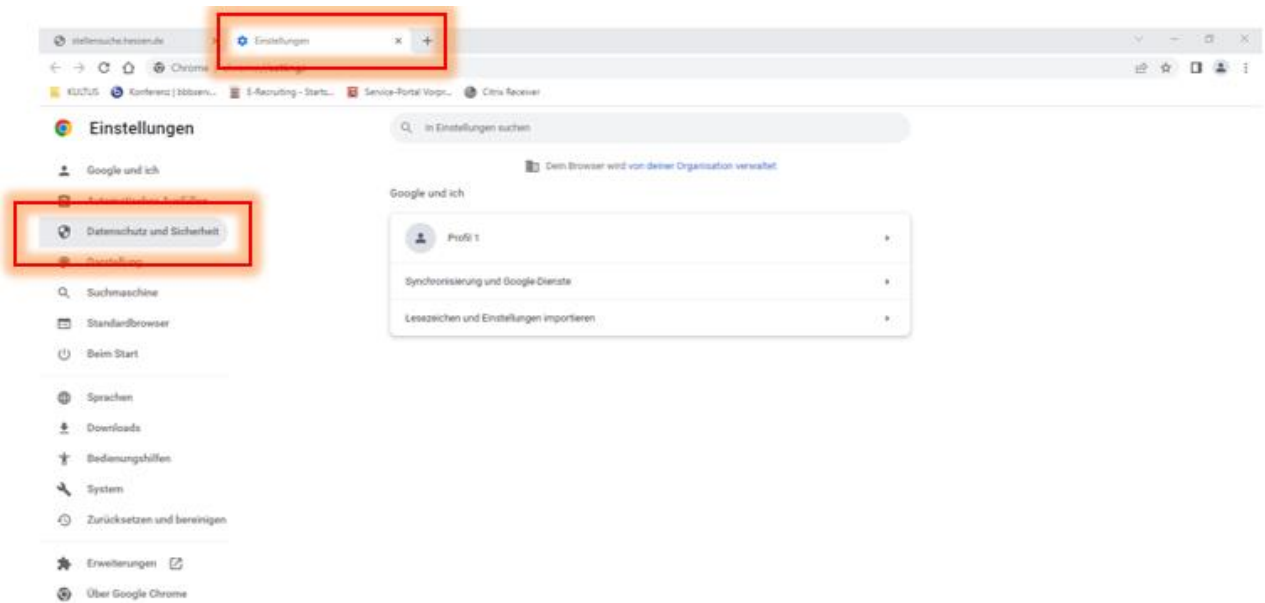 stellensuche.hessen.de
Einstellungen
Chrome
KULTUS
Konferenz | bbbserv...
E-Recruiting - Starts...
Service-Portal Vorpr...
Citrix Receiver
Einstellungen
In Einstellungen suchen
Dein Browser wird von deiner Organisation verwaltet
Google und ich
Automatisches Ausfüllen
Datenschutz und Sicherheit
Darstellung
Suchmaschine
Standardbrowser
Beim Start
Sprachen
Downloads
Bedienungshilfen
System
Zurücksetzen und bereinigen
Erweiterungen
Über Google Chrome
Google und ich
Profil 1
Synchronisierung und Google-Dienste
Lesezeichen und Einstellungen importieren